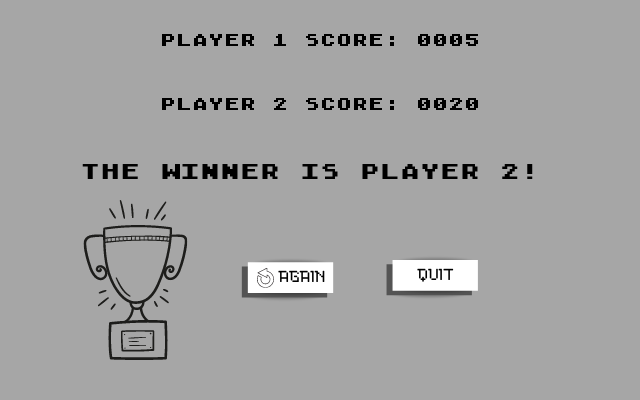 PLAYER 1 SCORE: 0005
PLAYER 2 SCORE: 0020
THE WINNER IS PLAYER 2!
AGAIN
QUIT